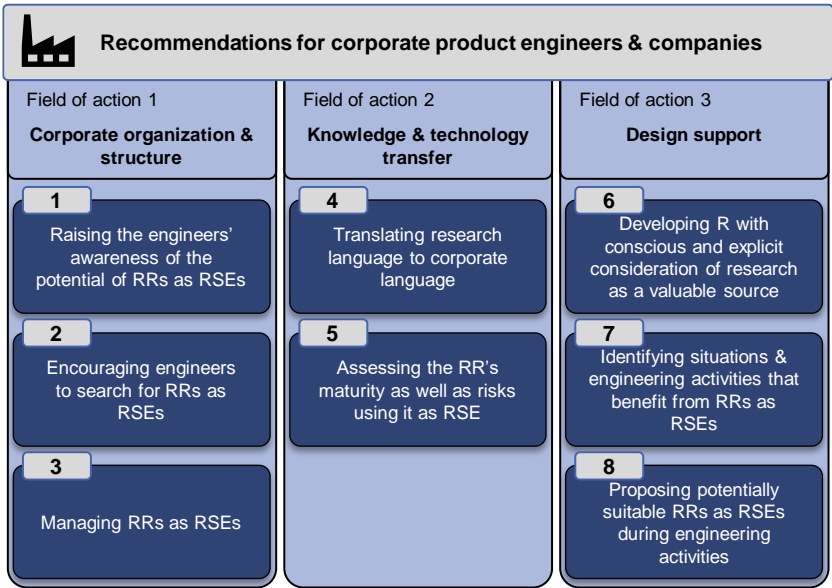 Recommendations for corporate product engineers & companies
Field of action 1
Corporate organization &
structure
1
Raising the engineers’
awareness of the
potential of RRs as RSEs
2
Encouraging engineers
to search for RRs as
RSEs
3
Managing RRs as RSEs
Field of action 2
Knowledge & technology
transfer
4
Translating research
language to corporate
language
5
Assessing the RR’s
maturity as well as risks
using it as RSE
Field of action 3
Design support
6
Developing R with
conscious and explicit
consideration of research
as a valuable source
7
Identifying situations &
engineering activities that
benefit from RRs as
RSEs
8
Proposing potentially
suitable RRs as RSEs
during engineering
activities